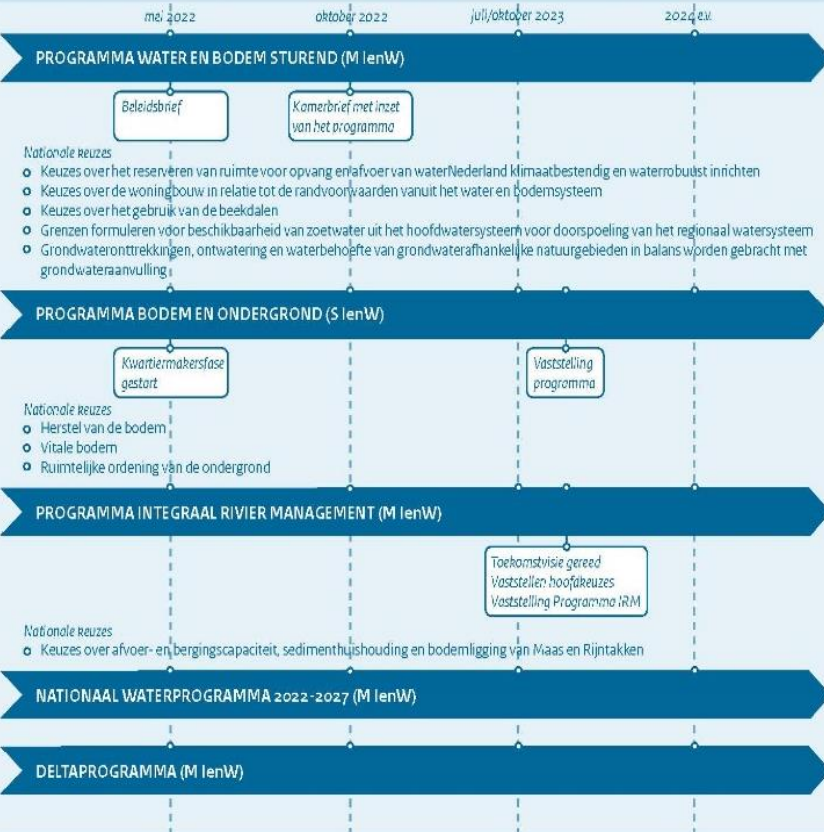 mei 2022 oktober 2022 juli/oktober 2023 2024 e.v.
PROGRAMMA WATER EN BODEM STUREND (M IenW)
Beleidsbrief
Kamerbrief met inzet
van het programma
Nationale keuzes
Keuzes over het reserveren van ruimte voor opvang en afvoer van waterNederland klimaatbestendig en waterrobuust inrichten
Keuzes over de woningbouw in relatie tot de randvoorwaarden vanuit het water en bodemsysteem
Keuzes over het gebruik van de beekdalen
Grenzen formuleren voor beschikbaarheid van zoetwater uit het hoofdwatersysteem voor doorspoeling van het regionaal watersysteem
Grondwateronttrekkingen, ontwatering en waterbehoefte van grondwaterafhankelijke natuurgebieden in balans worden gebracht met
grondwateraanvulling
PROGRAMMA BODEM EN ONDERGROND (S IenW)
Kwartiermakersfase
gestart
Vaststelling
programma
Nationale keuzes
Herstel van de bodem
Vitale bodem
Ruimtelijke ordening van de ondergrond
PROGRAMMA INTEGRAAL RIVIER MANAGEMENT (M IenW)
Toekomstvisie gereed
Vaststellen hoofdkeuzes
Vaststelling Programma IRM
Nationale keuzes
Keuzes over afvoer- en bergingscapaciteit, sedimenthuishouding en bodemligging van Maas en Rijntakken
NATIONAAL WATERPROGRAMMA 2022-2027 (M IenW)
DELTAPROGRAMMA (M IenW)